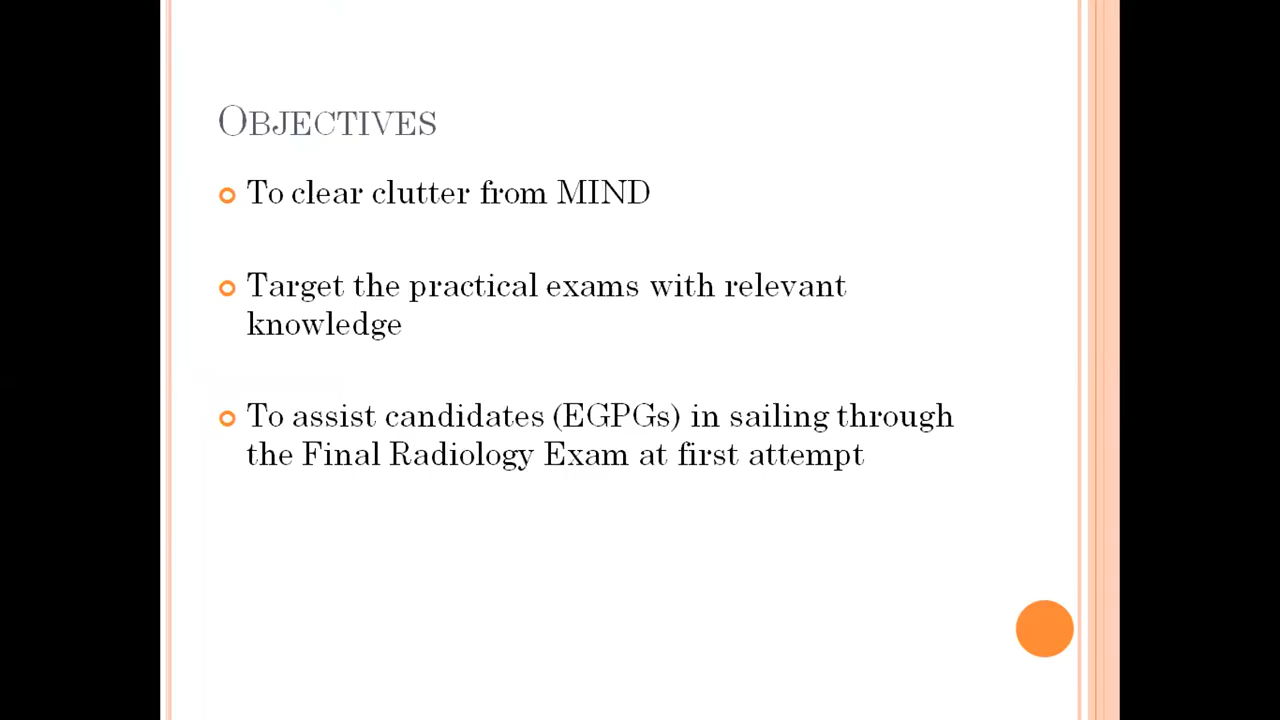 OBJECTIVES
To clear clutter from MIND
Target the practical exams with relevant
knowledge
To assist candidates (EGPGs) in sailing through
the Final Radiology Exam at first attempt